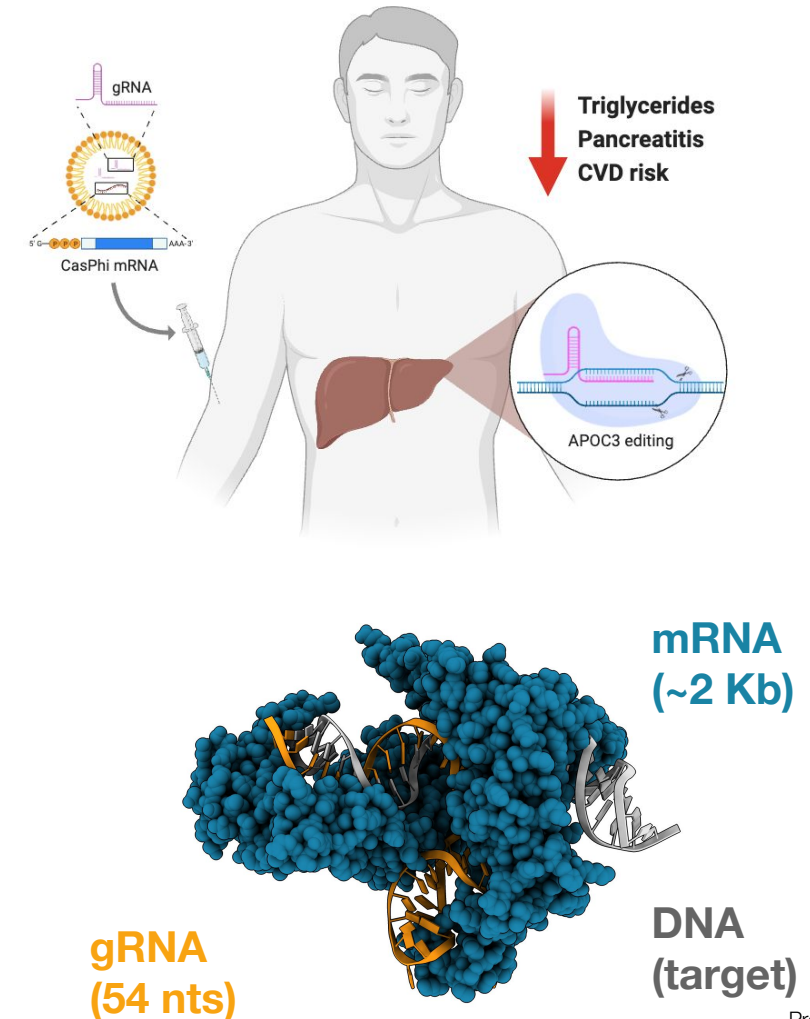 gRNA
5' G
P P P
AAA-3'
CasPhi mRNA
Triglycerides
Pancreatitis
CVD risk
APOC3 editing
mRNA
(~2 Kb)
gRNA
(54 nts)
DNA
(target)